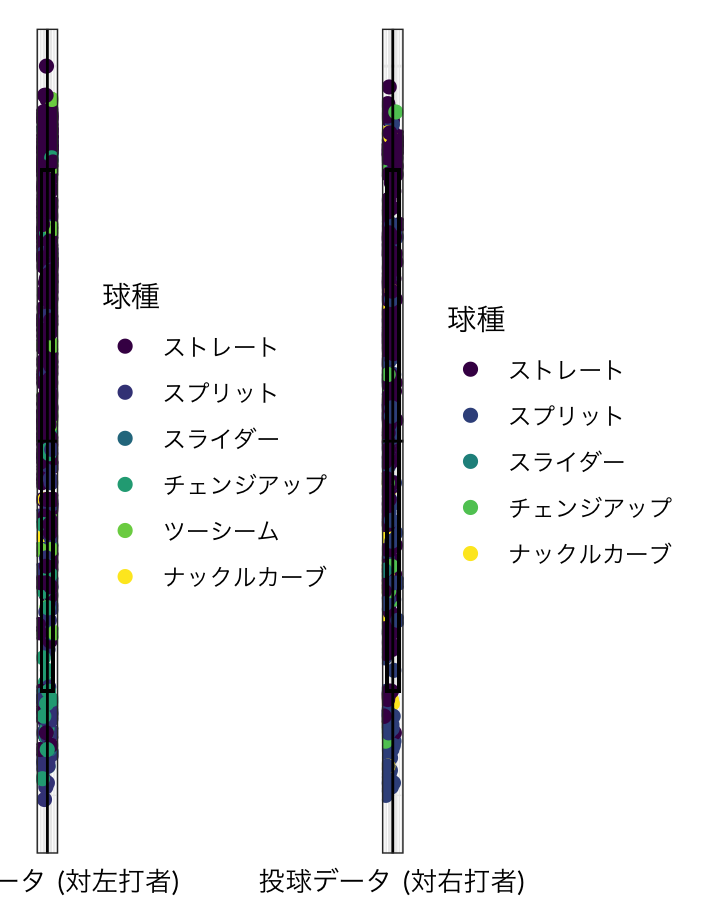 球種
ストレート
スプリット
スライダー
チェンジアップ
ツーシーム
ナックルカーブ
球種
ストレート
スプリット
スライダー
チェンジアップ
ナックルカーブ
ータ (対左打者)
投球データ (対右打者)